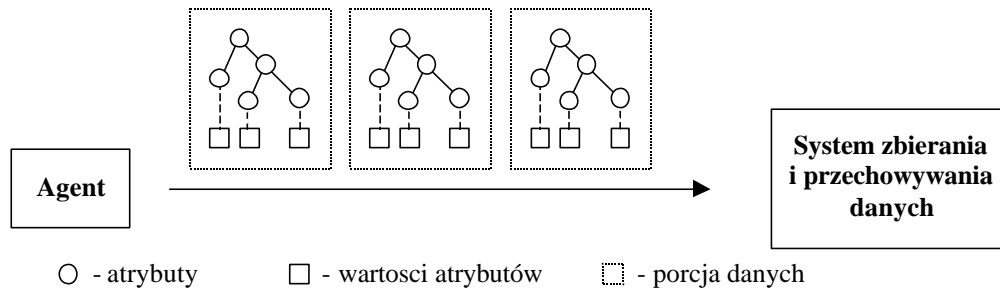 Agent
System zbierania
i przechowywania
danych
- atrybuty
- wartosci atrybutów
- porcja danych